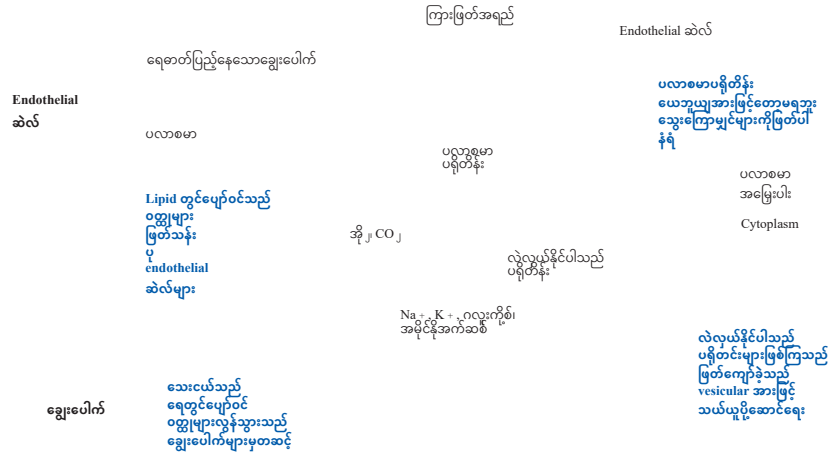 ကြားဖြတ်အရည်
Endothelial ဆဲလ်
ရေဓာတ်ပြည့်နေသောချွေးပေါက်
ပလာစမာပရိုတိန်း
ယေဘူယျအားဖြင့်တော့မရဘူး
သွေးကြောမျှင်များကိုဖြတ်ပါ
နံရံ
Endothelial
ဆဲလ်
ပလာစမာ
ပလာစမာ
ပရိုတိန်း
ပလာစမာ
အမြှေးပါး
Cytoplasm
Lipid တွင်ပျော်ဝင်သည်
ဝတ္ထုများ
ဖြတ်သန်း
ပု
endothelial
ဆဲလ်များ
အို ၂၊ CO ၂
လဲလှယ်နိုင်ပါသည်
ပရိုတိန်း
Na + , K + , ဂလူးကို့စ်၊
အမိုင်နိုအက်ဆစ်
လဲလှယ်နိုင်ပါသည်
ပရိုတင်းများဖြစ်ကြသည်
ဖြတ်ကျော်ခဲ့သည်
vesicular အားဖြင့်
သယ်ယူပို့ဆောင်ရေး
ချွေးပေါက်
သေးငယ်သည်
ရေတွင်ပျော်ဝင်
ဝတ္ထုများလွန်သွားသည်
ချွေးပေါက်များမှတဆင့်